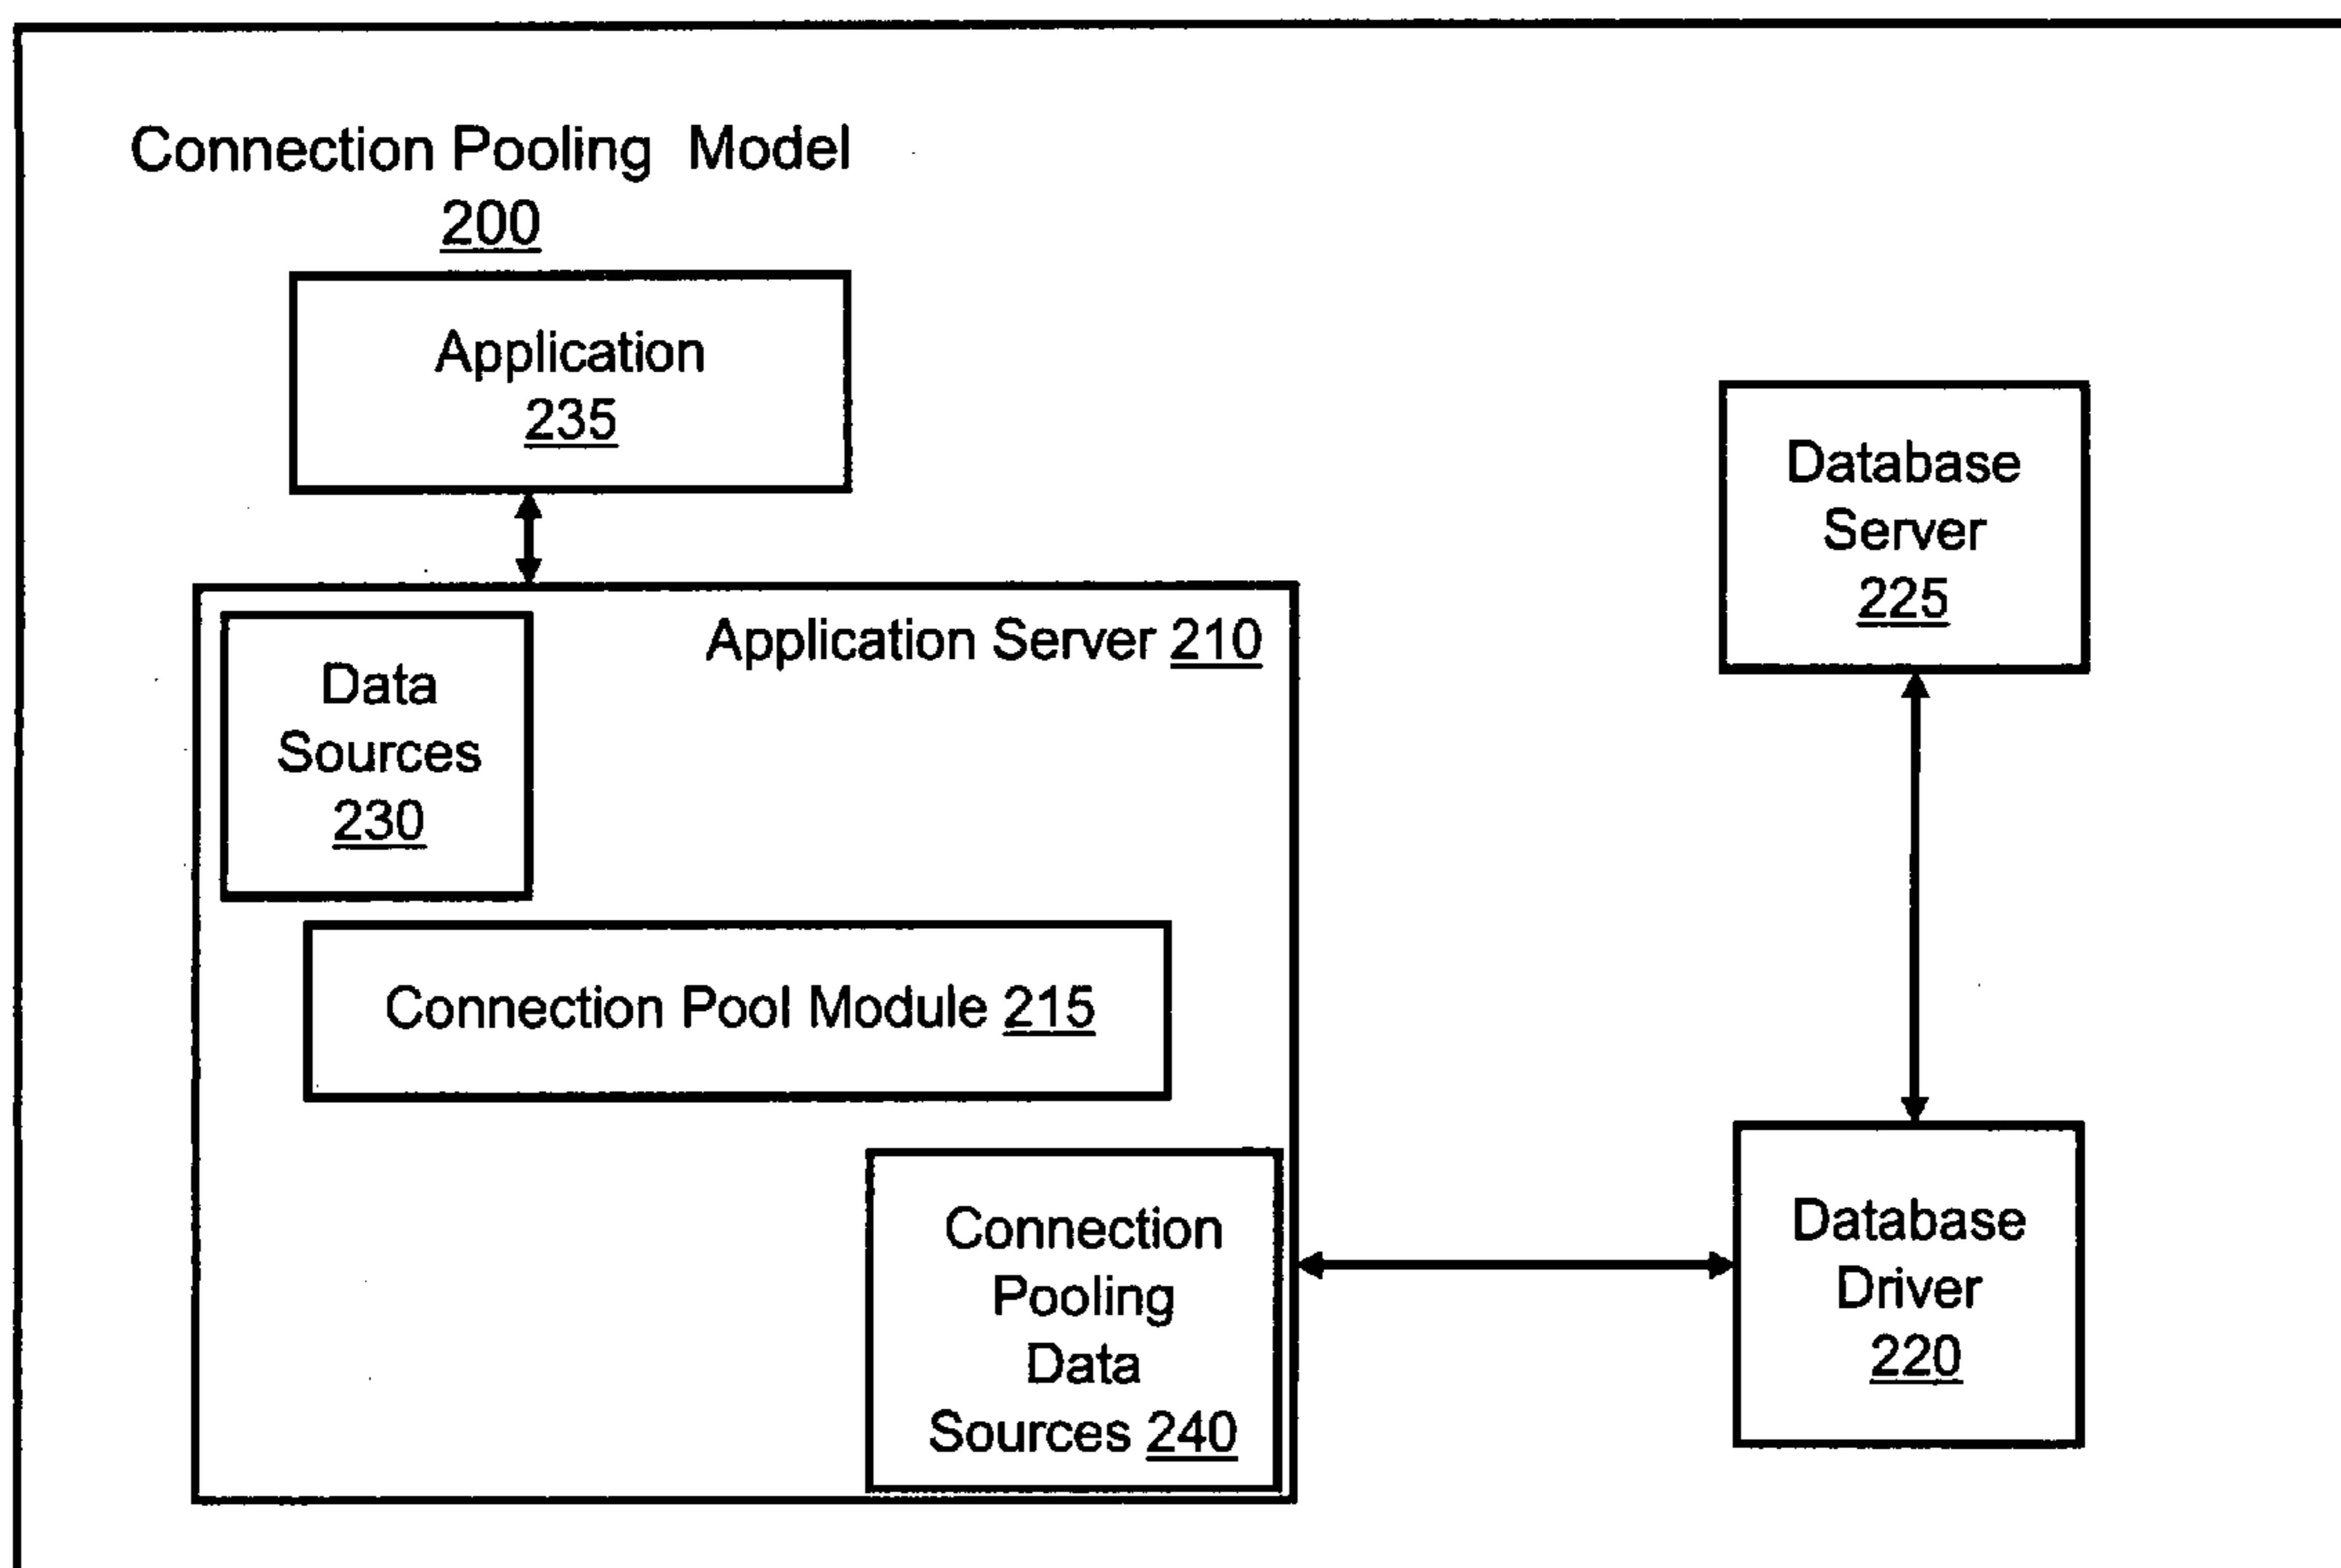 Connection Pooling Model
200
Application
235
Application Server 210
Data
Sources
230
Connection Pool Module 215
Connection
Pooling
Data
Sources 240
Database
Server
225
Database
Driver
220